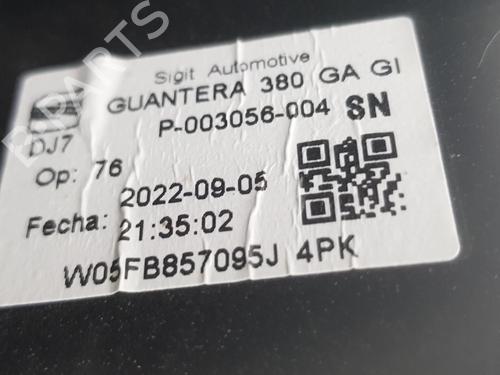 Sigit Automotive
GUANTERA 380 GA GI
P-003056-004 SN
DJ7
Op: 76
2022-09-05
Fecha: 21:35:02
W05FB857095J 4PK
B-PARTS